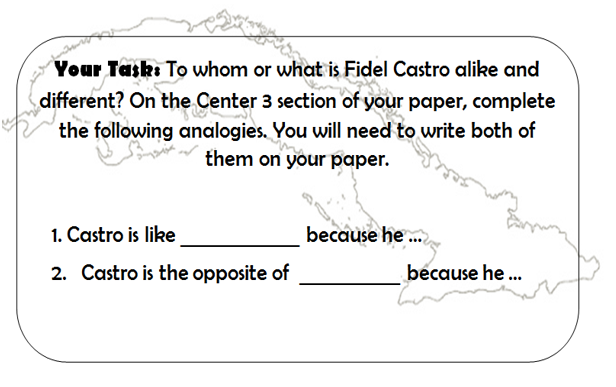 Your Task: To whom or what is Fidel Castro alike and
different? On the Center 3 section of your paper, complete
the following analogies. You will need to write both of
them on your paper.
1. Castro is like ___________ because he ...
2. Castro is the opposite of _________ because he ...